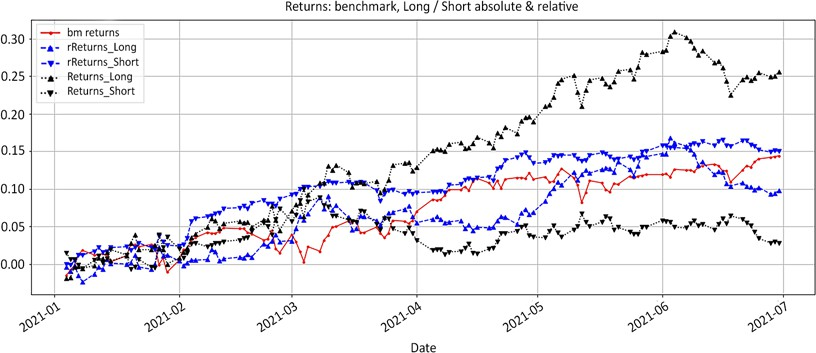 Returns: benchmark, Long / Short absolute & relative
bm returns
rReturns_Long
rReturns_Short
Returns_Long
Returns_Short
0.30
0.25
0.20
0.15
0.10
0.05
0.00
2021-01
2021-02
2021-03
2021-04
2021-05
2021-06
2021-07
Date